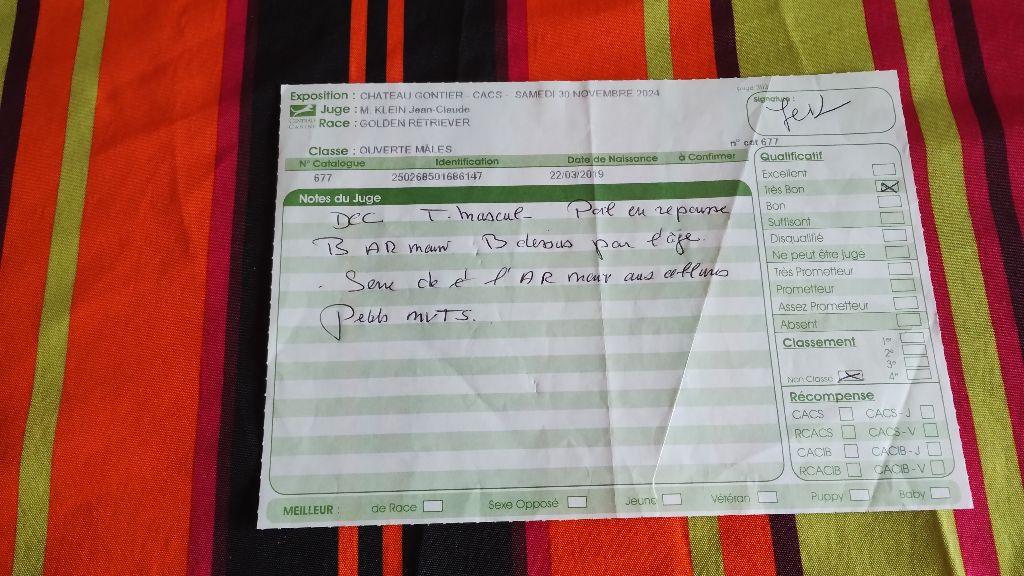 Exposition : CHATEAU GONTIER - CACS - SAMEDI 30 NOVEMBRE 2024
Juge : M. KLEIN Jean-Claude
Race : GOLDEN RETRIEVER
Signature :
n° cat 677
Classe : OUVERTE MÂLES
N° Catalogue Identification Date de Naissance à Confirmer
677 250268501686147 22/03/2019
Notes du Juge
DCC T. mascul- Poil en repousse
B AR main, B dessus par l'âge.
Petits MVTS.
Qualificatif
Excellent
Très Bon
Bon
Suffisant
Disqualifié
Ne peut être jugé
Très Prometteur
Prometteur
Assez Prometteur
Absent
Classement
1er
2e
3e
Non Classé 4e
Récompense
CACS CACS-J
RCACS CACS-V
CACIB CACIB-J
RCACIB CACIB-V
MEILLEUR : de Race Sexe Opposé Jeune Vétéran Puppy Baby